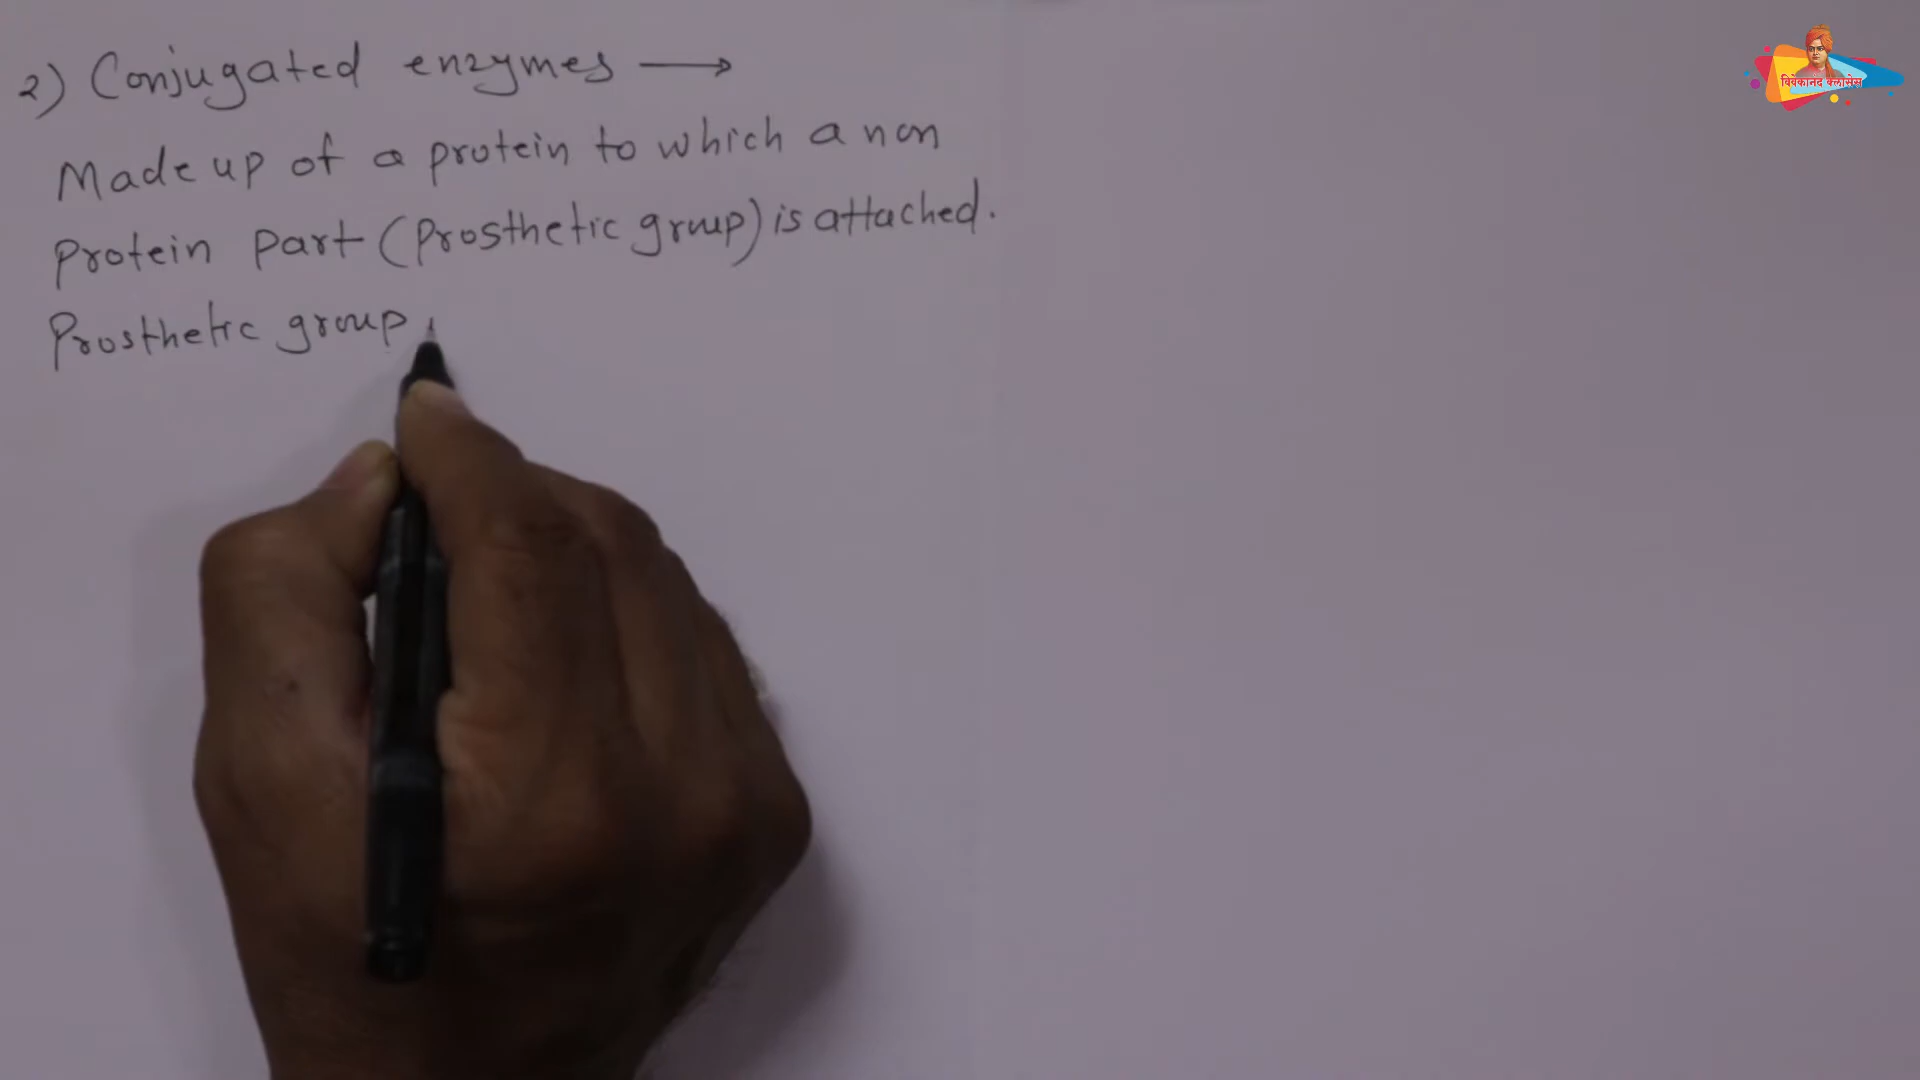 2) Conjugated enzymes →
Made up of a protein to which a non
protein part (Prosthetic group) is attached.
Prosthetic group
विवेकानंद क्लासेस